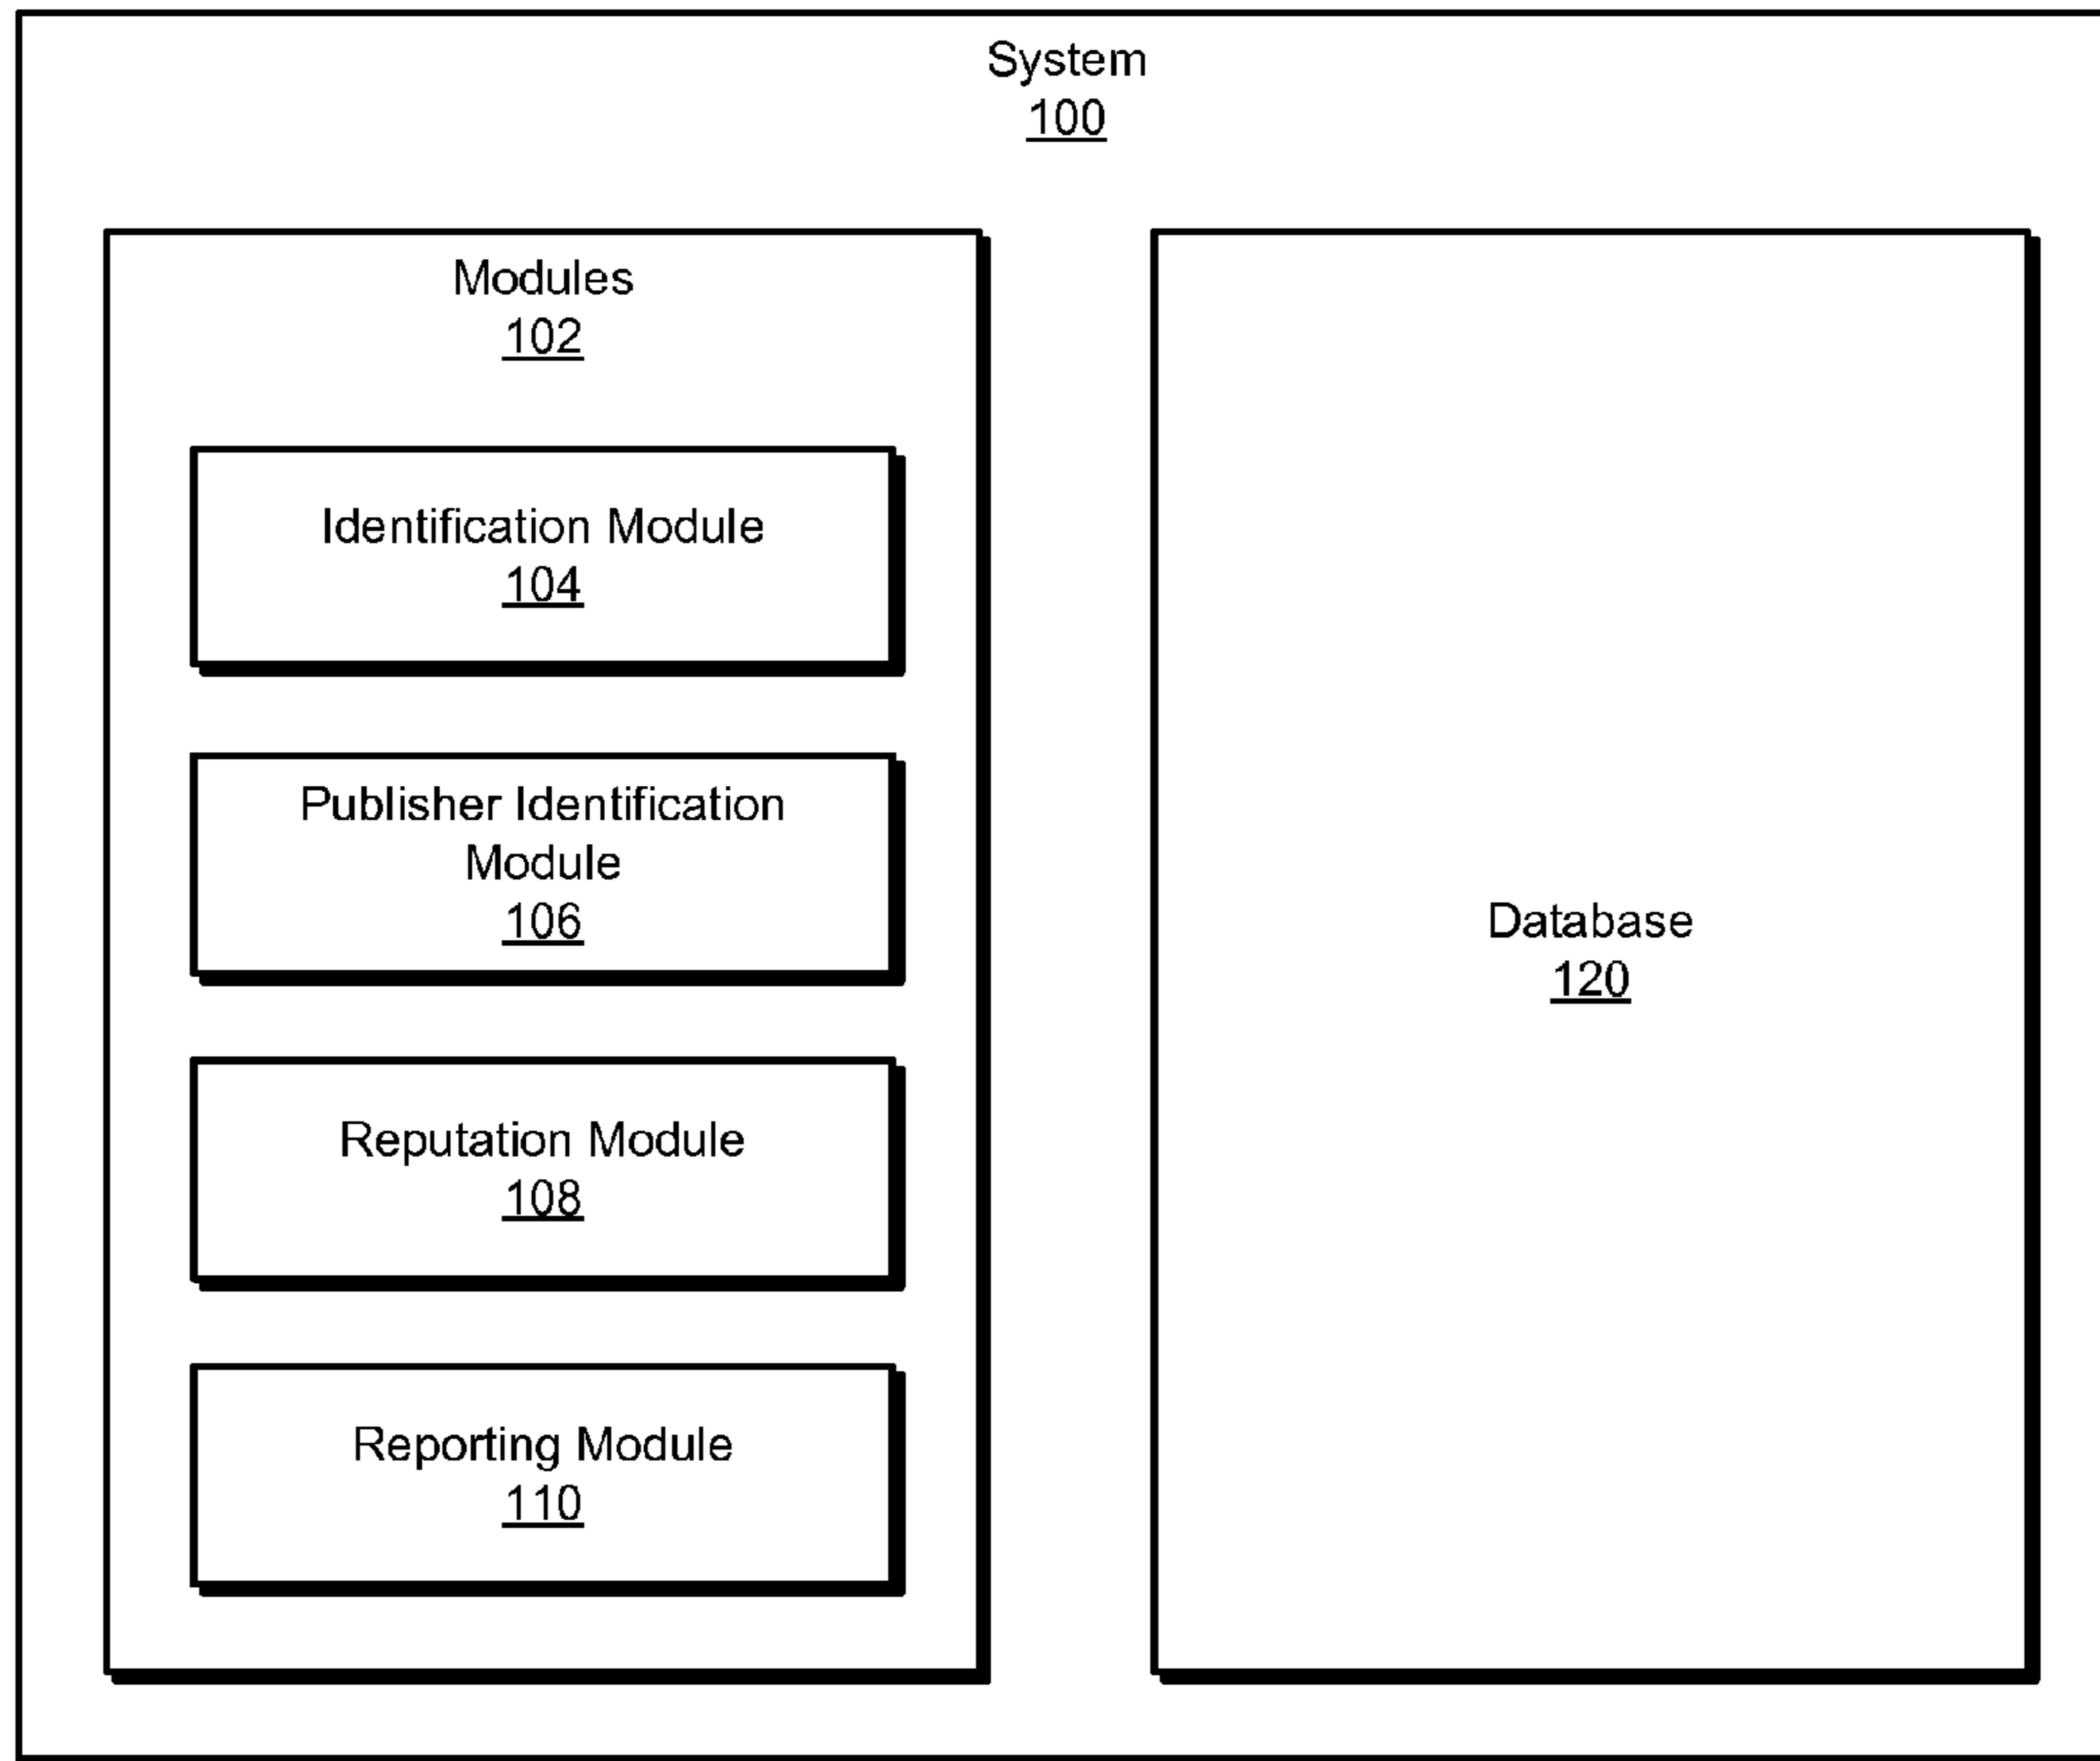 System
100
Modules
102
Identification Module
104
Publisher Identification
Module
106
Reputation Module
108
Reporting Module
110
Database
120